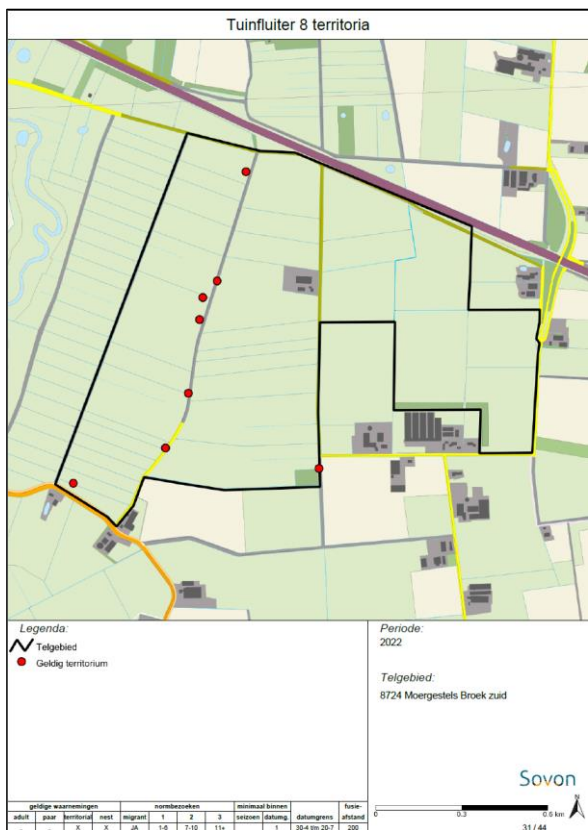 Tuinfluiter 8 territoria
Legenda:
Telgebied
Geldig territorium
Periode:
2022
Telgebied:
8724 Moergestels Broek zuid
Sovon
0 0.3 0.6 km
N
31 / 44
geldige waarnemingen normbezoeken minimaal binnen fusie-
adult paar territorial nest migrant 1 2 3 seizoen datumg. datumgrens afstand
- - X X JA 1-6 7-10 11+ 1 30-4 t/m 20-7 200